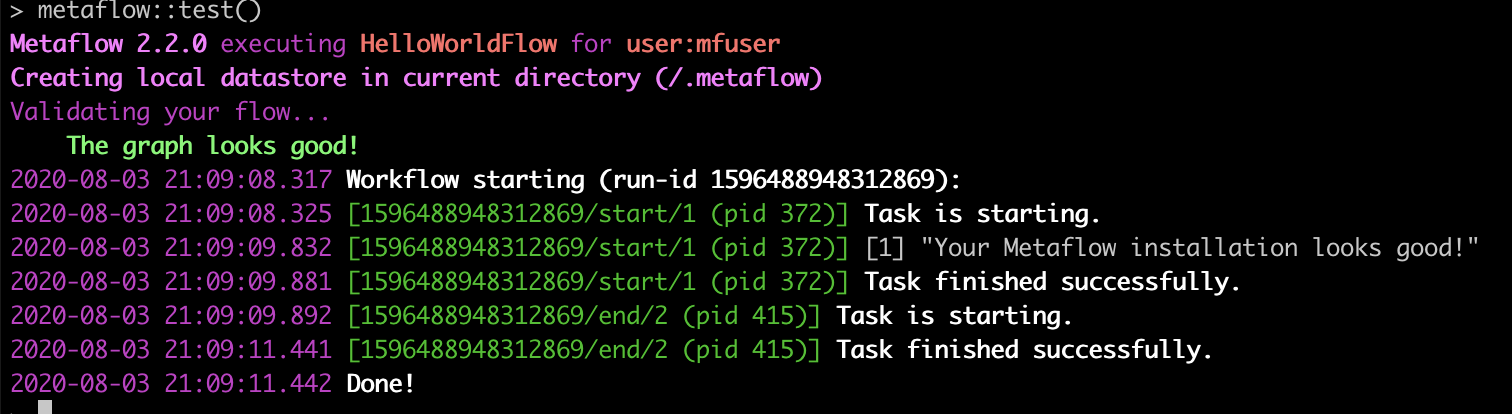 > metaflow::test()
Metaflow 2.2.0 executing HelloWorldFlow for user:mfuser
Creating local datastore in current directory (/.metaflow)
Validating your flow...
    The graph looks good!
2020-08-03 21:09:08.317 Workflow starting (run-id 1596488948312869):
2020-08-03 21:09:08.325 [1596488948312869/start/1 (pid 372)] Task is starting.
2020-08-03 21:09:09.832 [1596488948312869/start/1 (pid 372)] [1] "Your Metaflow installation looks good!"
2020-08-03 21:09:09.881 [1596488948312869/start/1 (pid 372)] Task finished successfully.
2020-08-03 21:09:09.892 [1596488948312869/end/2 (pid 415)] Task is starting.
2020-08-03 21:09:11.441 [1596488948312869/end/2 (pid 415)] Task finished successfully.
2020-08-03 21:09:11.442 Done!